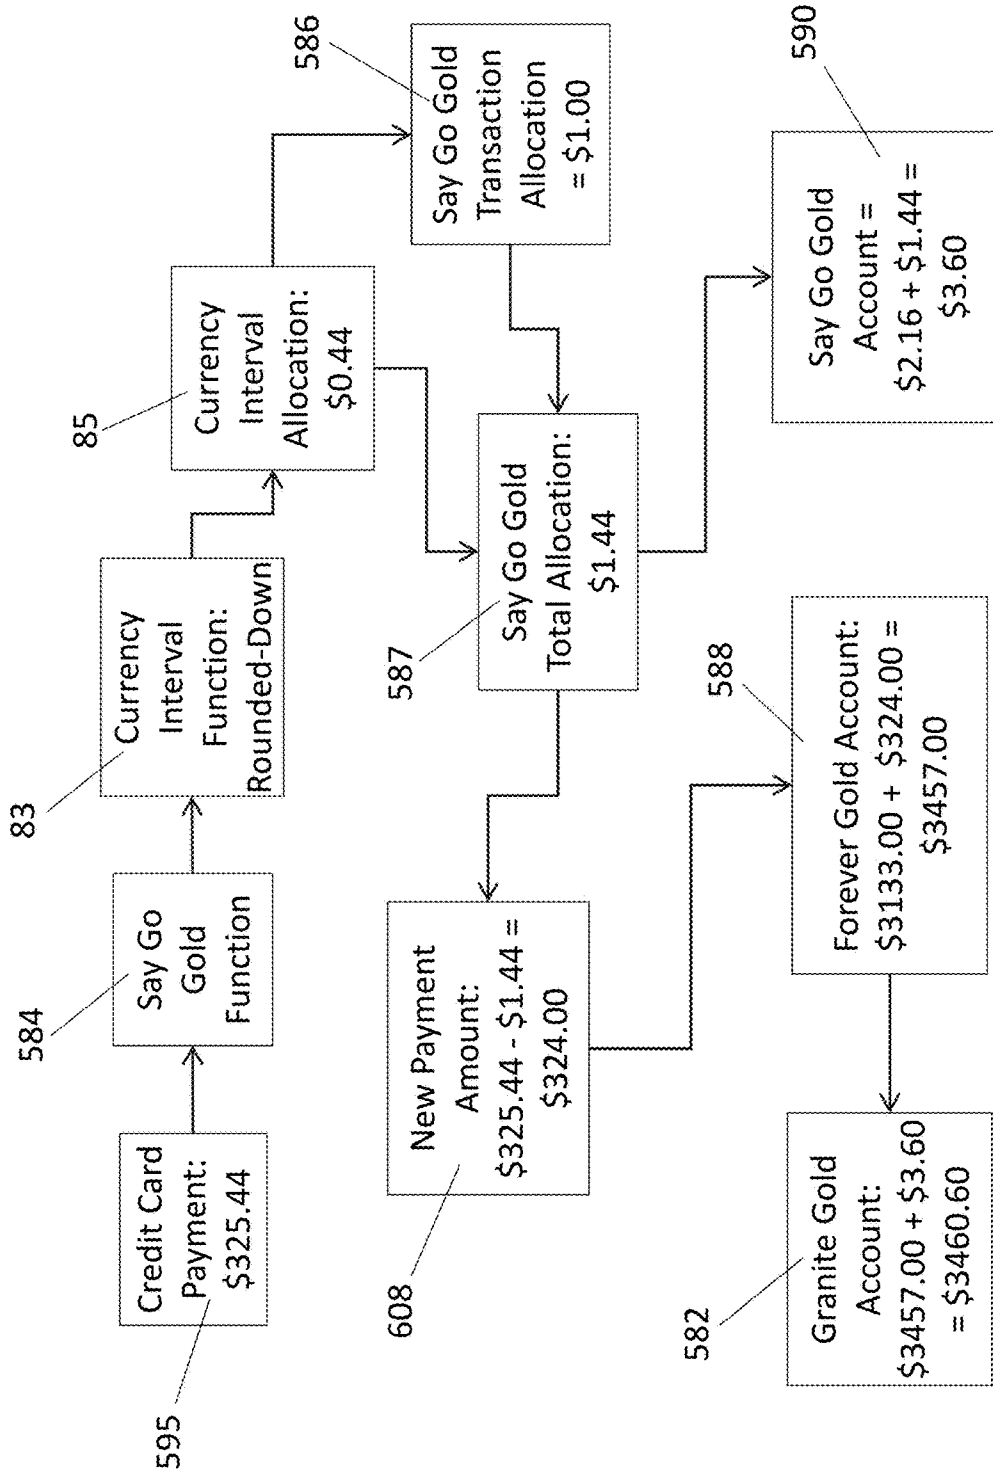 595
Credit Card
Payment:
$325.44
584
Say Go
Gold
Function
83
Currency
Interval
Function:
Rounded-Down
85
Currency
Interval
Allocation:
$0.44
586
Say Go Gold
Transaction
Allocation
= $1.00
608
New Payment
Amount:
$325.44 - $1.44 =
$324.00
587
Say Go Gold
Total Allocation:
$1.44
582
Granite Gold
Account:
$3457.00 + $3.60
= $3460.60
588
Forever Gold Account:
$3133.00 + $324.00 =
$3457.00
590
Say Go Gold
Account =
$2.16 + $1.44 =
$3.60